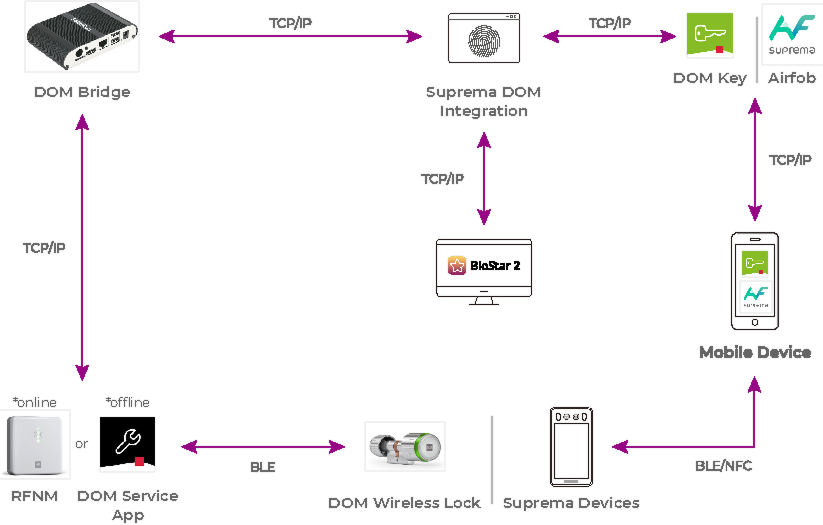 TCP/IP
TCP/IP
suprema
DOM Bridge
Suprema DOM
Integration
DOM Key
Airfob
TCP/IP
TCP/IP
TCP/IP
BioStar 2
suprema
Mobile Device
*online
*offline
or
BLE
BLE/NFC
RFNM
DOM Service
App
DOM Wireless Lock
Suprema Devices